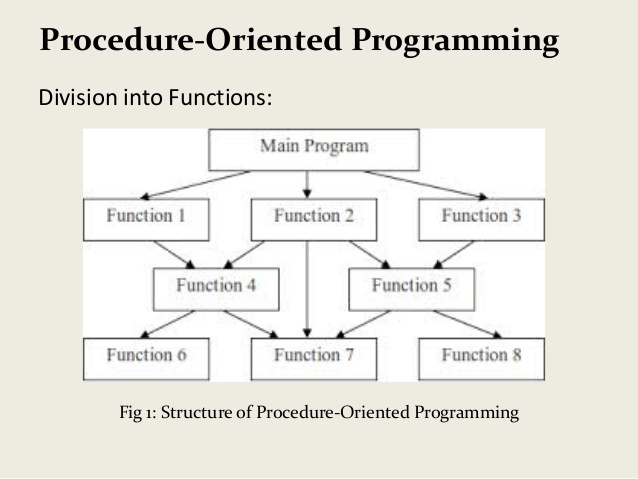 Procedure-Oriented Programming
Division into Functions:
Main Program
Function 1 Function 2 Function 3
Function 4 Function 5
Function 6 Function 7 Function 8
Fig 1: Structure of Procedure-Oriented Programming